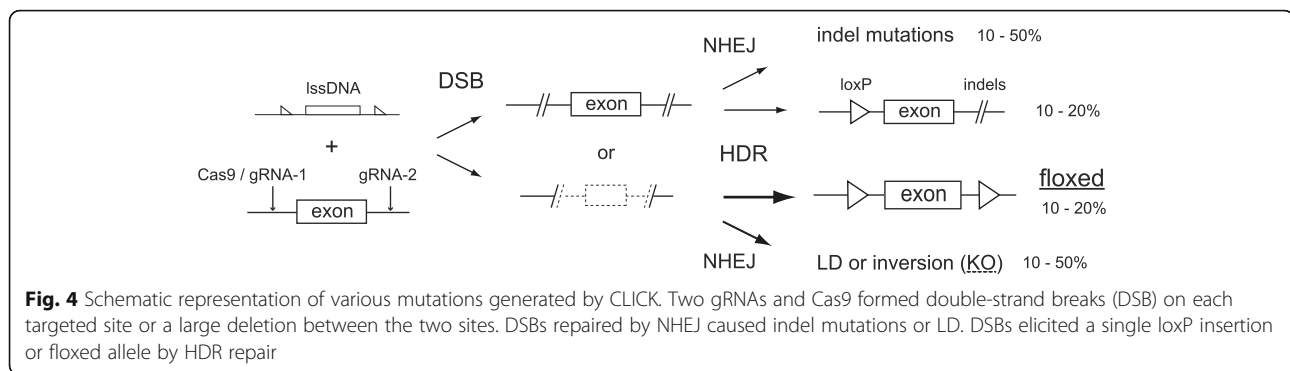 NHEJ
indel mutations 10 - 50%
lssDNA
DSB
loxP
indels
exon
exon
10 - 20%
+
or
HDR
Cas9 / gRNA-1
gRNA-2
floxed
exon
exon
10 - 20%
NHEJ
LD or inversion (KO) 10 - 50%
Fig. 4 Schematic representation of various mutations generated by CLICK. Two gRNAs and Cas9 formed double-strand breaks (DSB) on each
targeted site or a large deletion between the two sites. DSBs repaired by NHEJ caused indel mutations or LD. DSBs elicited a single loxP insertion
or floxed allele by HDR repair